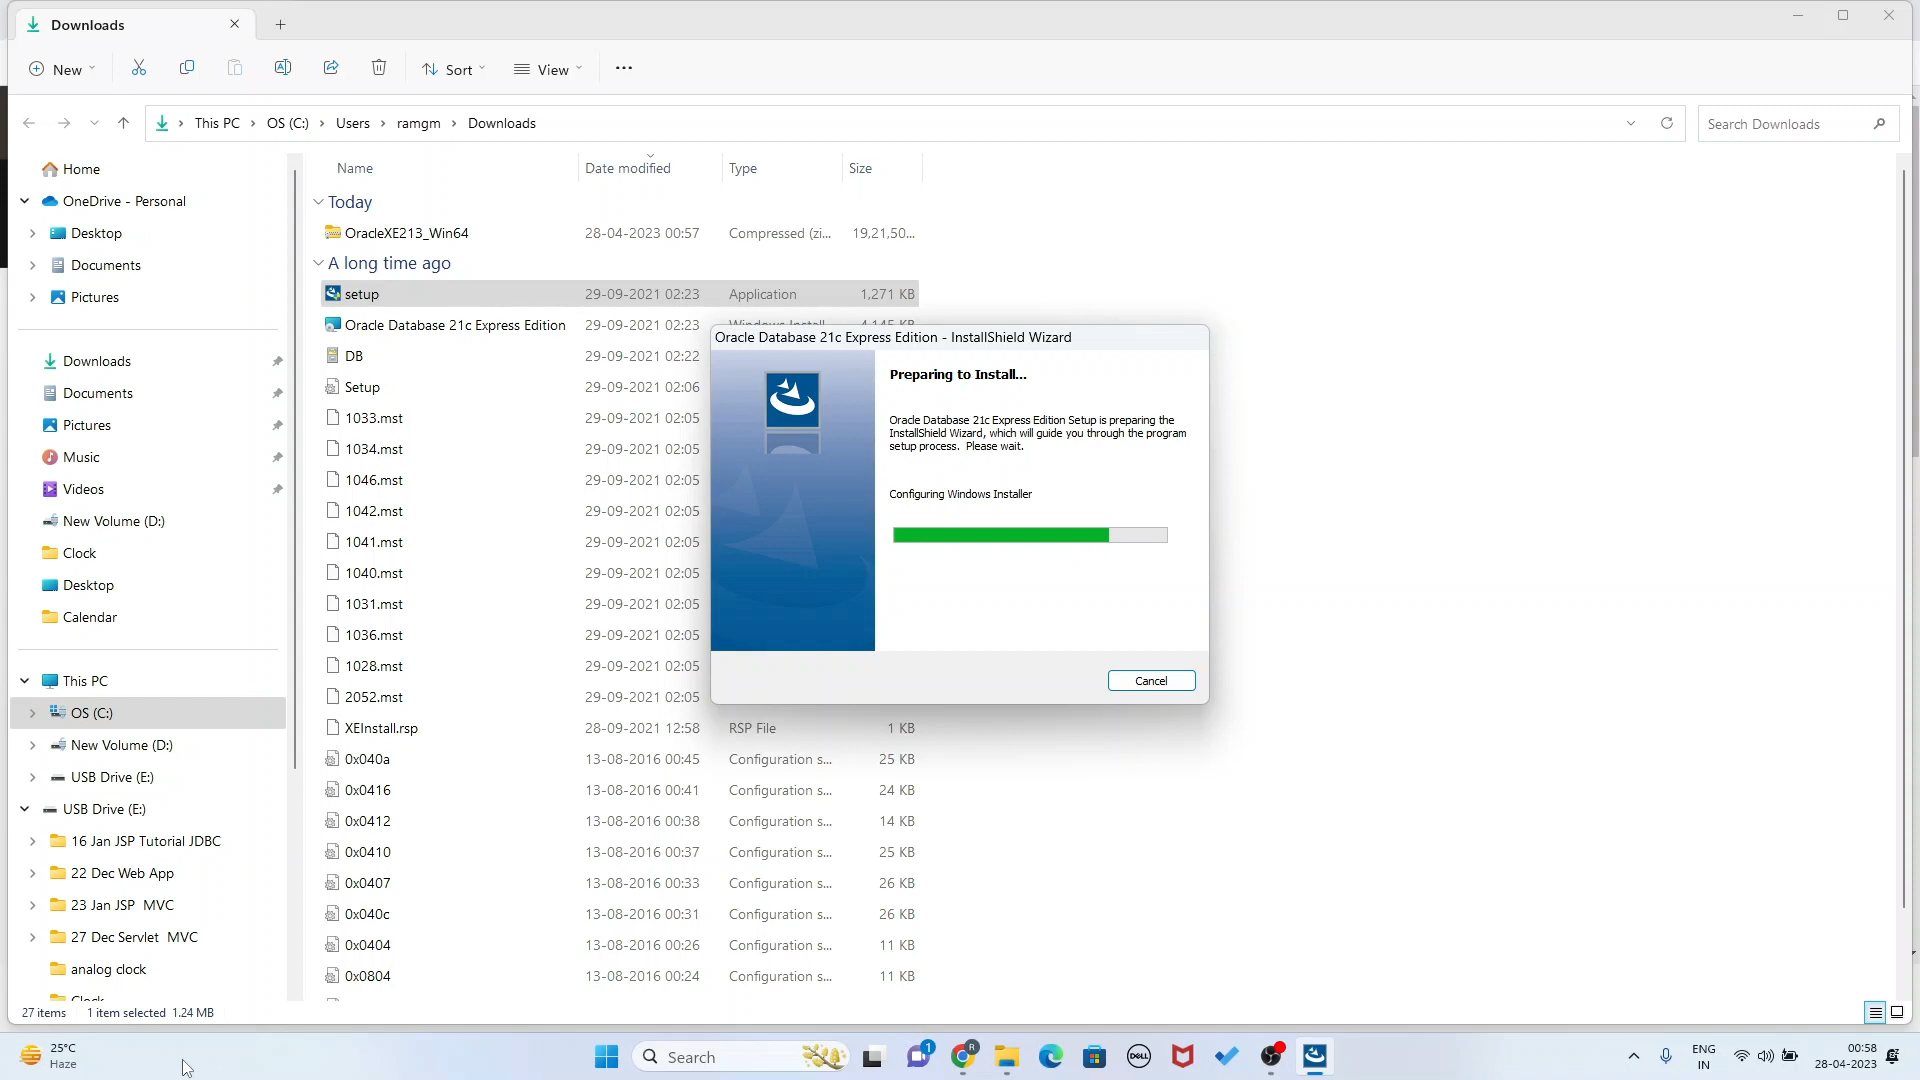 Downloads
New
Sort
View
This PC
OS (C:)
Users
ramgm
Downloads
Search Downloads
Home
OneDrive - Personal
Desktop
Documents
Pictures
Downloads
Documents
Pictures
Music
Videos
New Volume (D:)
Clock
Desktop
Calendar
This PC
OS (C:)
New Volume (D:)
USB Drive (E:)
USB Drive (E:)
16 Jan JSP Tutorial JDBC
22 Dec Web App
23 Jan JSP MVC
27 Dec Servlet MVC
analog clock
Clock
Name Date modified Type Size
Today
OracleXE213_Win64 28-04-2023 00:57 Compressed (zi... 19,21,50...
A long time ago
setup 29-09-2021 02:23 Application 1,271 KB
Oracle Database 21c Express Edition 29-09-2021 02:23 Windows Install... 4,145 KB
DB 29-09-2021 02:22
Setup 29-09-2021 02:06
1033.mst 29-09-2021 02:05
1034.mst 29-09-2021 02:05
1046.mst 29-09-2021 02:05
1042.mst 29-09-2021 02:05
1041.mst 29-09-2021 02:05
1040.mst 29-09-2021 02:05
1031.mst 29-09-2021 02:05
1036.mst 29-09-2021 02:05
1028.mst 29-09-2021 02:05
2052.mst 29-09-2021 02:05
XEInstall.rsp 28-09-2021 12:58 RSP File 1 KB
0x040a 13-08-2016 00:45 Configuration s... 25 KB
0x0416 13-08-2016 00:41 Configuration s... 24 KB
0x0412 13-08-2016 00:38 Configuration s... 14 KB
0x0410 13-08-2016 00:37 Configuration s... 25 KB
0x0407 13-08-2016 00:33 Configuration s... 26 KB
0x040c 13-08-2016 00:31 Configuration s... 26 KB
0x0404 13-08-2016 00:26 Configuration s... 11 KB
0x0804 13-08-2016 00:24 Configuration s... 11 KB
Oracle Database 21c Express Edition - InstallShield Wizard
Preparing to Install...
Oracle Database 21c Express Edition Setup is preparing the
InstallShield Wizard, which will guide you through the program
setup process. Please wait.
Configuring Windows Installer
Cancel
27 items 1 item selected 1.24 MB
25°C
Haze
Search
1
R
DELL
ENG
IN
00:58
28-04-2023